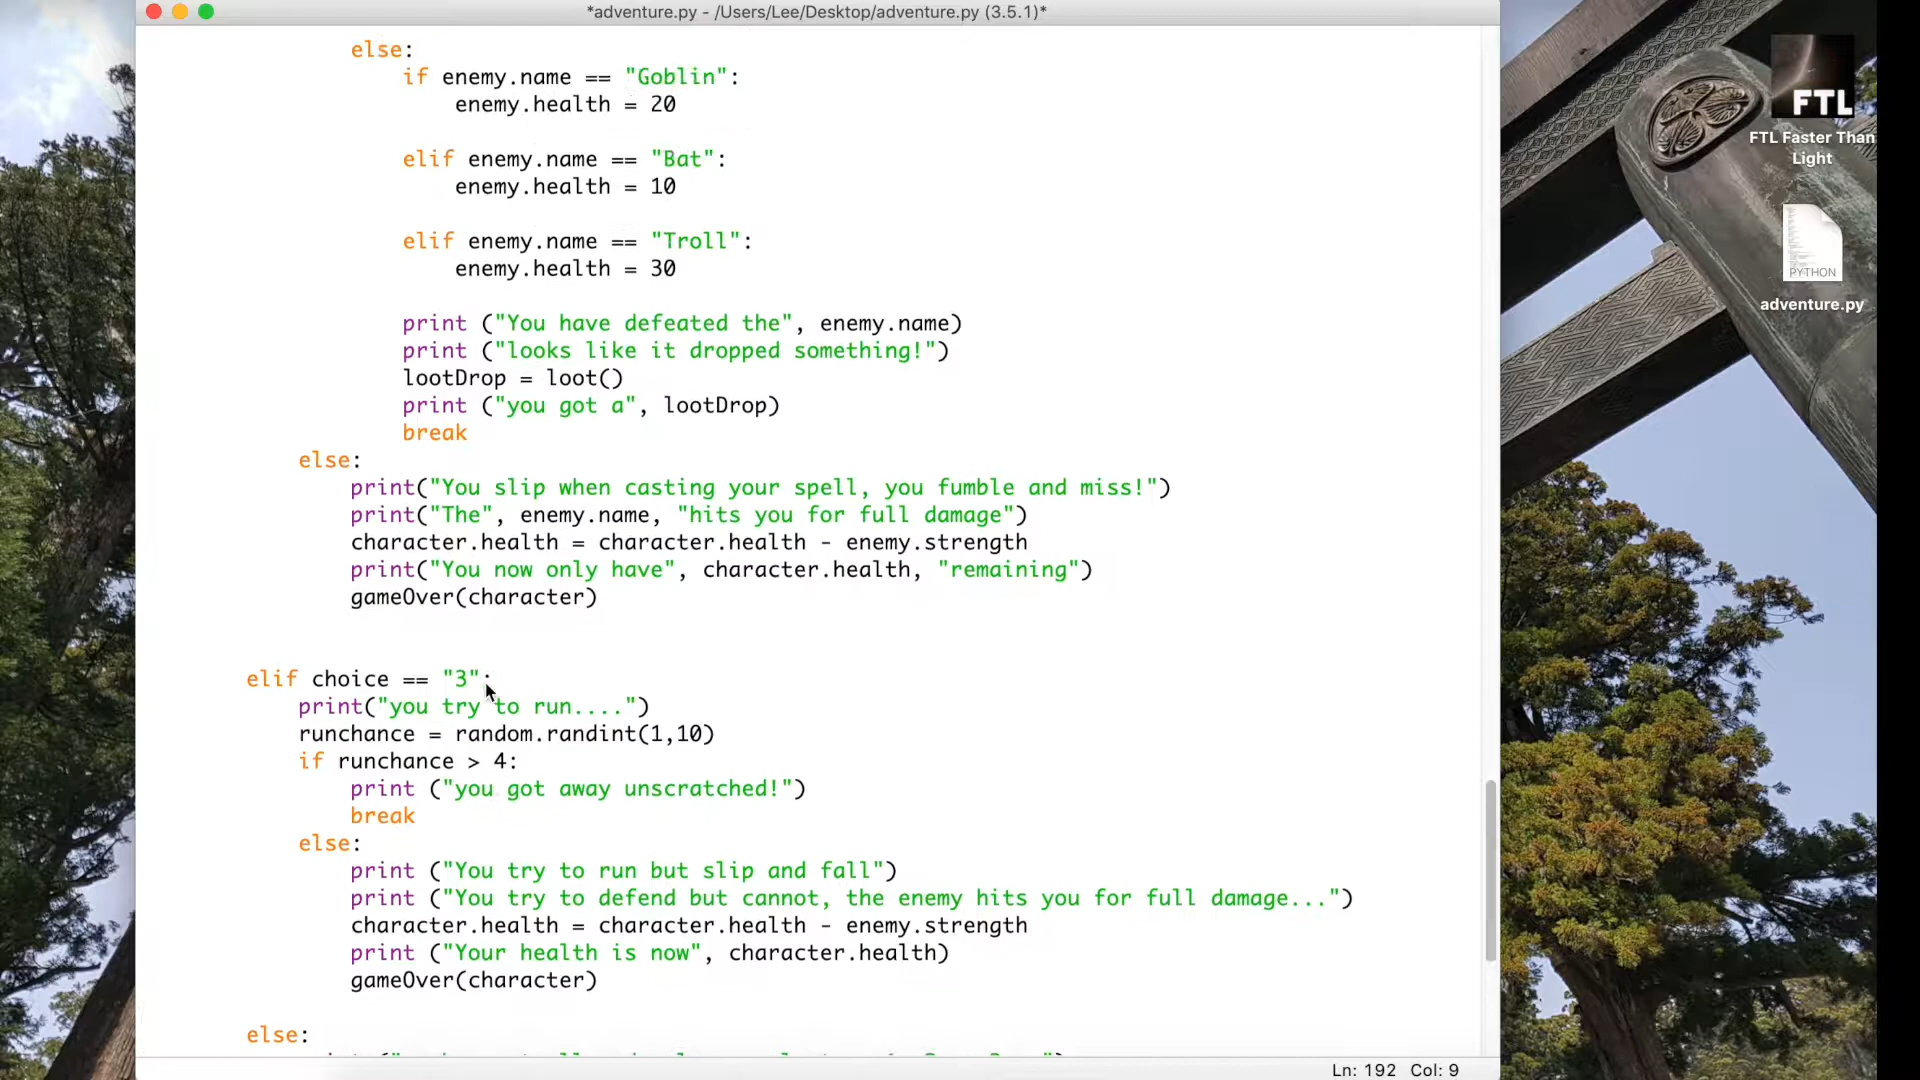 *adventure.py - /Users/Lee/Desktop/adventure.py (3.5.1)*
else:
if enemy.name == "Goblin":
enemy.health = 20
elif enemy.name == "Bat":
enemy.health = 10
elif enemy.name == "Troll":
enemy.health = 30
print ("You have defeated the", enemy.name)
print ("looks like it dropped something!")
lootDrop = loot()
print ("you got a", lootDrop)
break
else:
print("You slip when casting your spell, you fumble and miss!")
print("The", enemy.name, "hits you for full damage")
character.health = character.health - enemy.strength
print("You now only have", character.health, "remaining")
gameOver(character)
elif choice == "3":
print("you try to run....")
runchance = random.randint(1,10)
if runchance > 4:
print ("you got away unscratched!")
break
else:
print ("You try to run but slip and fall")
print ("You try to defend but cannot, the enemy hits you for full damage...")
character.health = character.health - enemy.strength
print ("Your health is now", character.health)
gameOver(character)
else:
Ln: 192 Col: 9
FTL
FTL Faster Than
Light
PYTHON
adventure.py